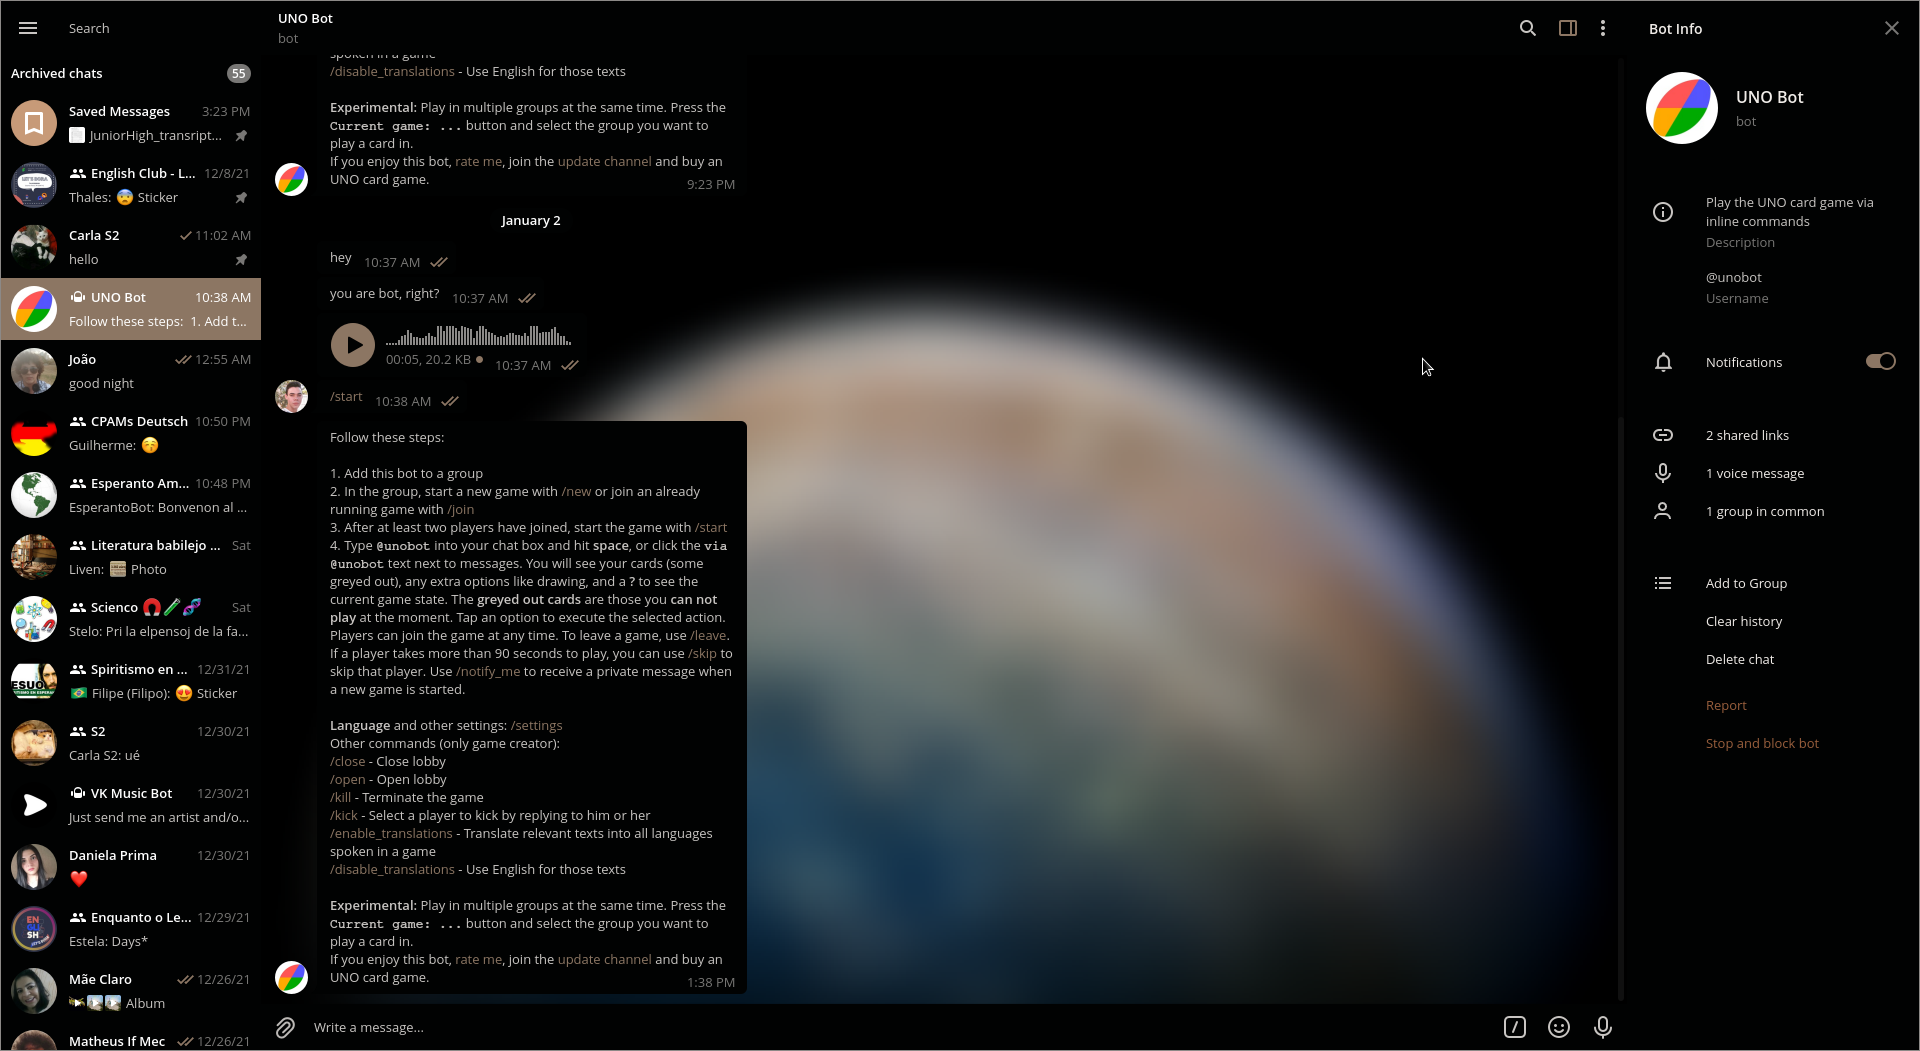 Search
Archived chats 55
Saved Messages 3:23 PM
JuniorHigh_transcript...
English Club - L... 12/8/21
Thales: 😨 Sticker
Carla S2 11:02 AM
hello
UNO Bot 10:38 AM
Follow these steps: 1. Add t...
João 12:55 AM
good night
CPAMs Deutsch 10:50 PM
Guilherme: 😚
Esperanto Am... 10:48 PM
EsperantoBot: Bonvenon al ...
Literatura babilejo ... Sat
Liven: Photo
Scienco 🧲🧪🧬 Sat
Stelo: Pri la elpensoj de la fa...
Spiritismo en ... 12/31/21
🇧🇷 Filipe (Filipo): 😍 Sticker
S2 12/30/21
Carla S2: ué
VK Music Bot 12/30/21
Just send me an artist and/o...
Daniela Prima 12/30/21
❤️
Enquanto o Le... 12/29/21
Estela: Days*
Mãe Claro 12/26/21
Album
Matheus If Mec 12/26/21
UNO Bot
bot
spoken in a game
/disable_translations - Use English for those texts
Experimental: Play in multiple groups at the same time. Press the
Current game: ... button and select the group you want to
play a card in.
If you enjoy this bot, rate me, join the update channel and buy an
UNO card game.
9:23 PM
January 2
hey 10:37 AM
you are bot, right? 10:37 AM
00:05, 20.2 KB 10:37 AM
/start 10:38 AM
Follow these steps:
1. Add this bot to a group
2. In the group, start a new game with /new or join an already
running game with /join
3. After at least two players have joined, start the game with /start
4. Type @unobot into your chat box and hit space, or click the via
@unobot text next to messages. You will see your cards (some
greyed out), any extra options like drawing, and a ? to see the
current game state. The greyed out cards are those you can not
play at the moment. Tap an option to execute the selected action.
Players can join the game at any time. To leave a game, use /leave.
If a player takes more than 90 seconds to play, you can use /skip to
skip that player. Use /notify_me to receive a private message when
a new game is started.
Language and other settings: /settings
Other commands (only game creator):
/close - Close lobby
/open - Open lobby
/kill - Terminate the game
/kick - Select a player to kick by replying to him or her
/enable_translations - Translate relevant texts into all languages
spoken in a game
/disable_translations - Use English for those texts
Experimental: Play in multiple groups at the same time. Press the
Current game: ... button and select the group you want to
play a card in.
If you enjoy this bot, rate me, join the update channel and buy an
UNO card game.
1:38 PM
Write a message...
Bot Info
UNO Bot
bot
Play the UNO card game via
inline commands
Description
@unobot
Username
Notifications
2 shared links
1 voice message
1 group in common
Add to Group
Clear history
Delete chat
Report
Stop and block bot